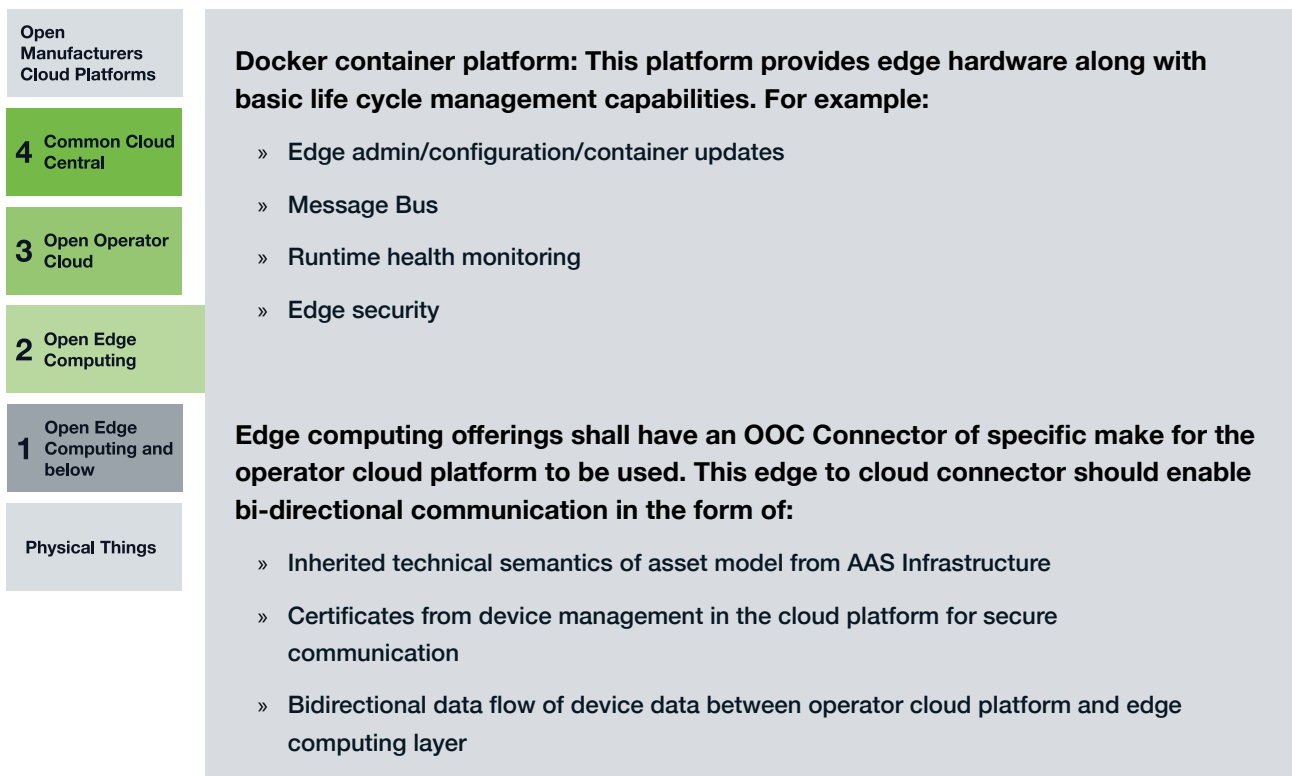 Open
Manufacturers
Cloud Platforms
4 Common Cloud
Central
3 Open Operator
Cloud
2 Open Edge
Computing
1 Open Edge
Computing and
below
Physical Things
Docker container platform: This platform provides edge hardware along with
basic life cycle management capabilities. For example:
» Edge admin/configuration/container updates
» Message Bus
» Runtime health monitoring
» Edge security
Edge computing offerings shall have an OOC Connector of specific make for the
operator cloud platform to be used. This edge to cloud connector should enable
bi-directional communication in the form of:
» Inherited technical semantics of asset model from AAS Infrastructure
» Certificates from device management in the cloud platform for secure
communication
» Bidirectional data flow of device data between operator cloud platform and edge
computing layer